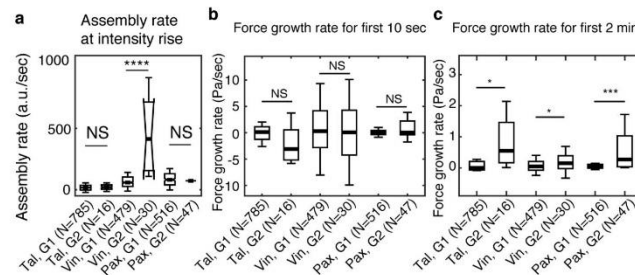 a
Assembly rate
at intensity rise
Assembly rate (a.u./sec)
1000
500
0
NS
****
NS
Tal, G1 (N=785)
Tal, G2 (N=16)
Vin, G1 (N=479)
Vin, G2 (N=30)
Pax, G1 (N=516)
Pax, G2 (N=47)
b
Force growth rate for first 10 sec
Force growth rate (Pa/sec)
10
5
0
-5
-10
NS
NS
NS
Tal, G1 (N=785)
Tal, G2 (N=16)
Vin, G1 (N=479)
Vin, G2 (N=30)
Pax, G1 (N=516)
Pax, G2 (N=47)
c
Force growth rate for first 2 min
Force growth rate (Pa/sec)
3
2
1
0
*
*
***
Tal, G1 (N=785)
Tal, G2 (N=16)
Vin, G1 (N=479)
Vin, G2 (N=30)
Pax, G1 (N=516)
Pax, G2 (N=47)